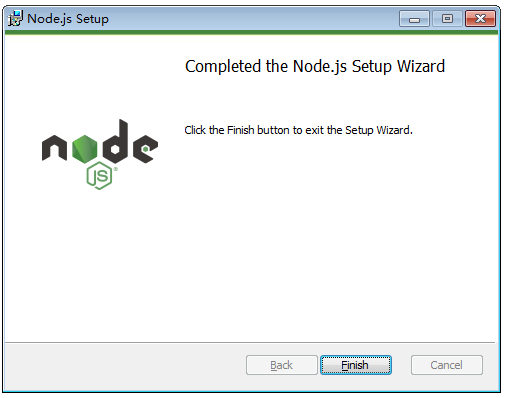 Node.js Setup
Completed the Node.js Setup Wizard
Click the Finish button to exit the Setup Wizard.
node
JS®
Back
Finish
Cancel